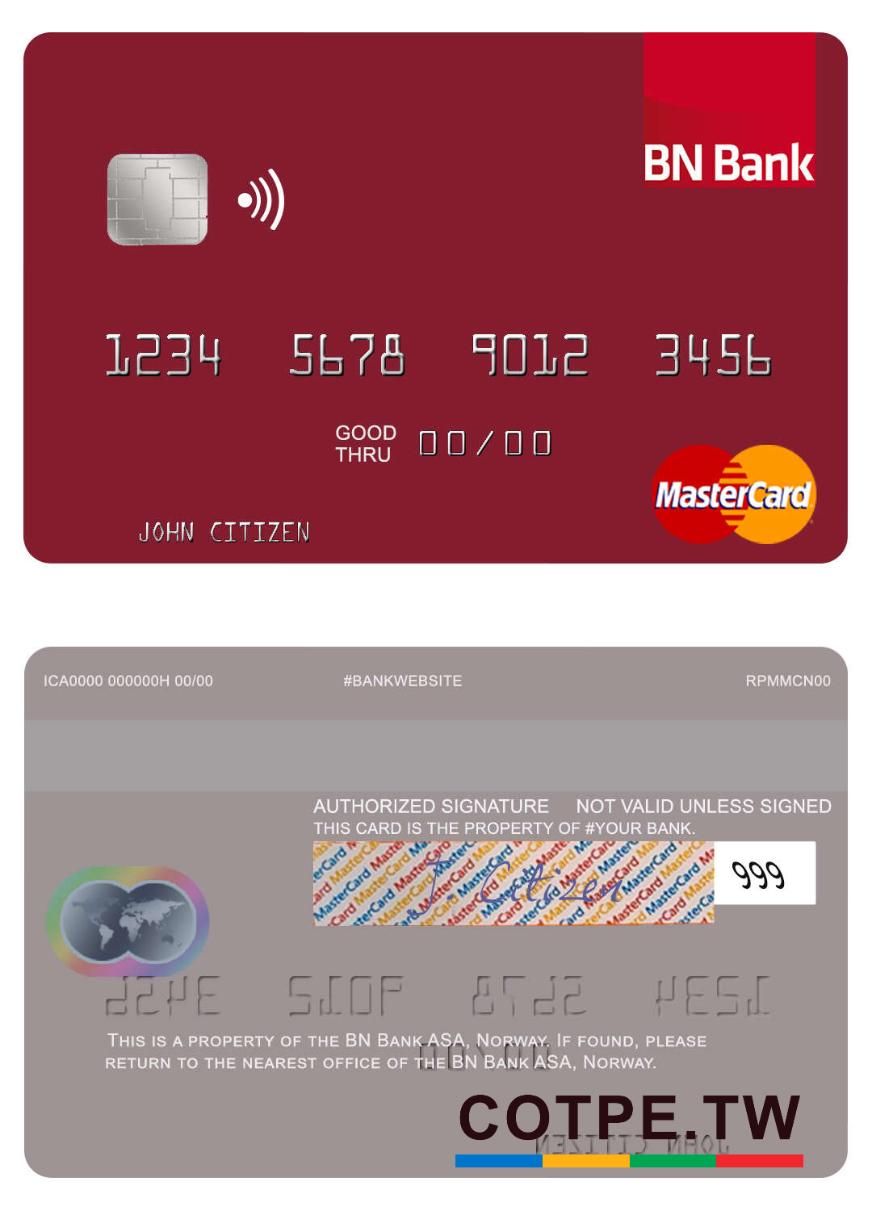 BN Bank
1234 5678 9012 3456
GOOD THRU 00/00
MasterCard
JOHN CITIZEN
ICA0000 000000H 00/00 #BANKWEBSITE RPMMCN00
AUTHORIZED SIGNATURE NOT VALID UNLESS SIGNED
THIS CARD IS THE PROPERTY OF #YOUR BANK.
J Citizen 999
THIS IS A PROPERTY OF THE BN BANK ASA, NORWAY. IF FOUND, PLEASE
RETURN TO THE NEAREST OFFICE OF THE BN BANK ASA, NORWAY.
COTPE.TW